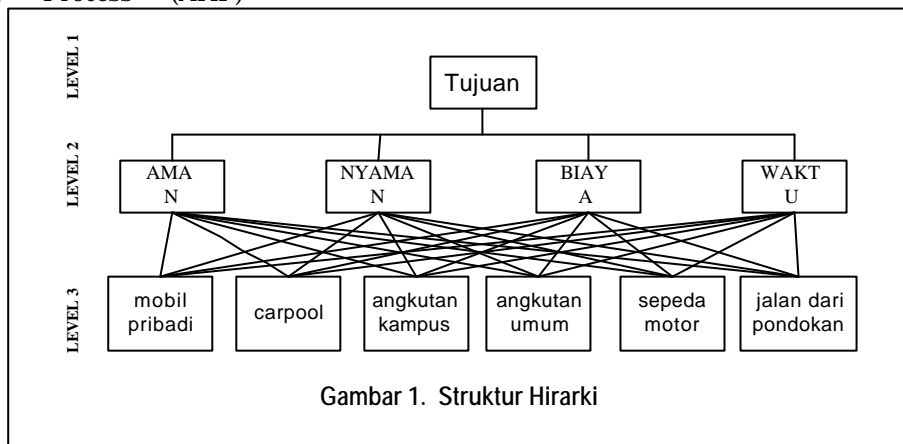 Process (AHP)
LEVEL 1
Tujuan
LEVEL 2
AMA
N
NYAMA
N
BIAY
A
WAKT
U
LEVEL 3
mobil
pribadi
carpool
angkutan
kampus
angkutan
umum
sepeda
motor
jalan dari
pondokan
Gambar 1. Struktur Hirarki